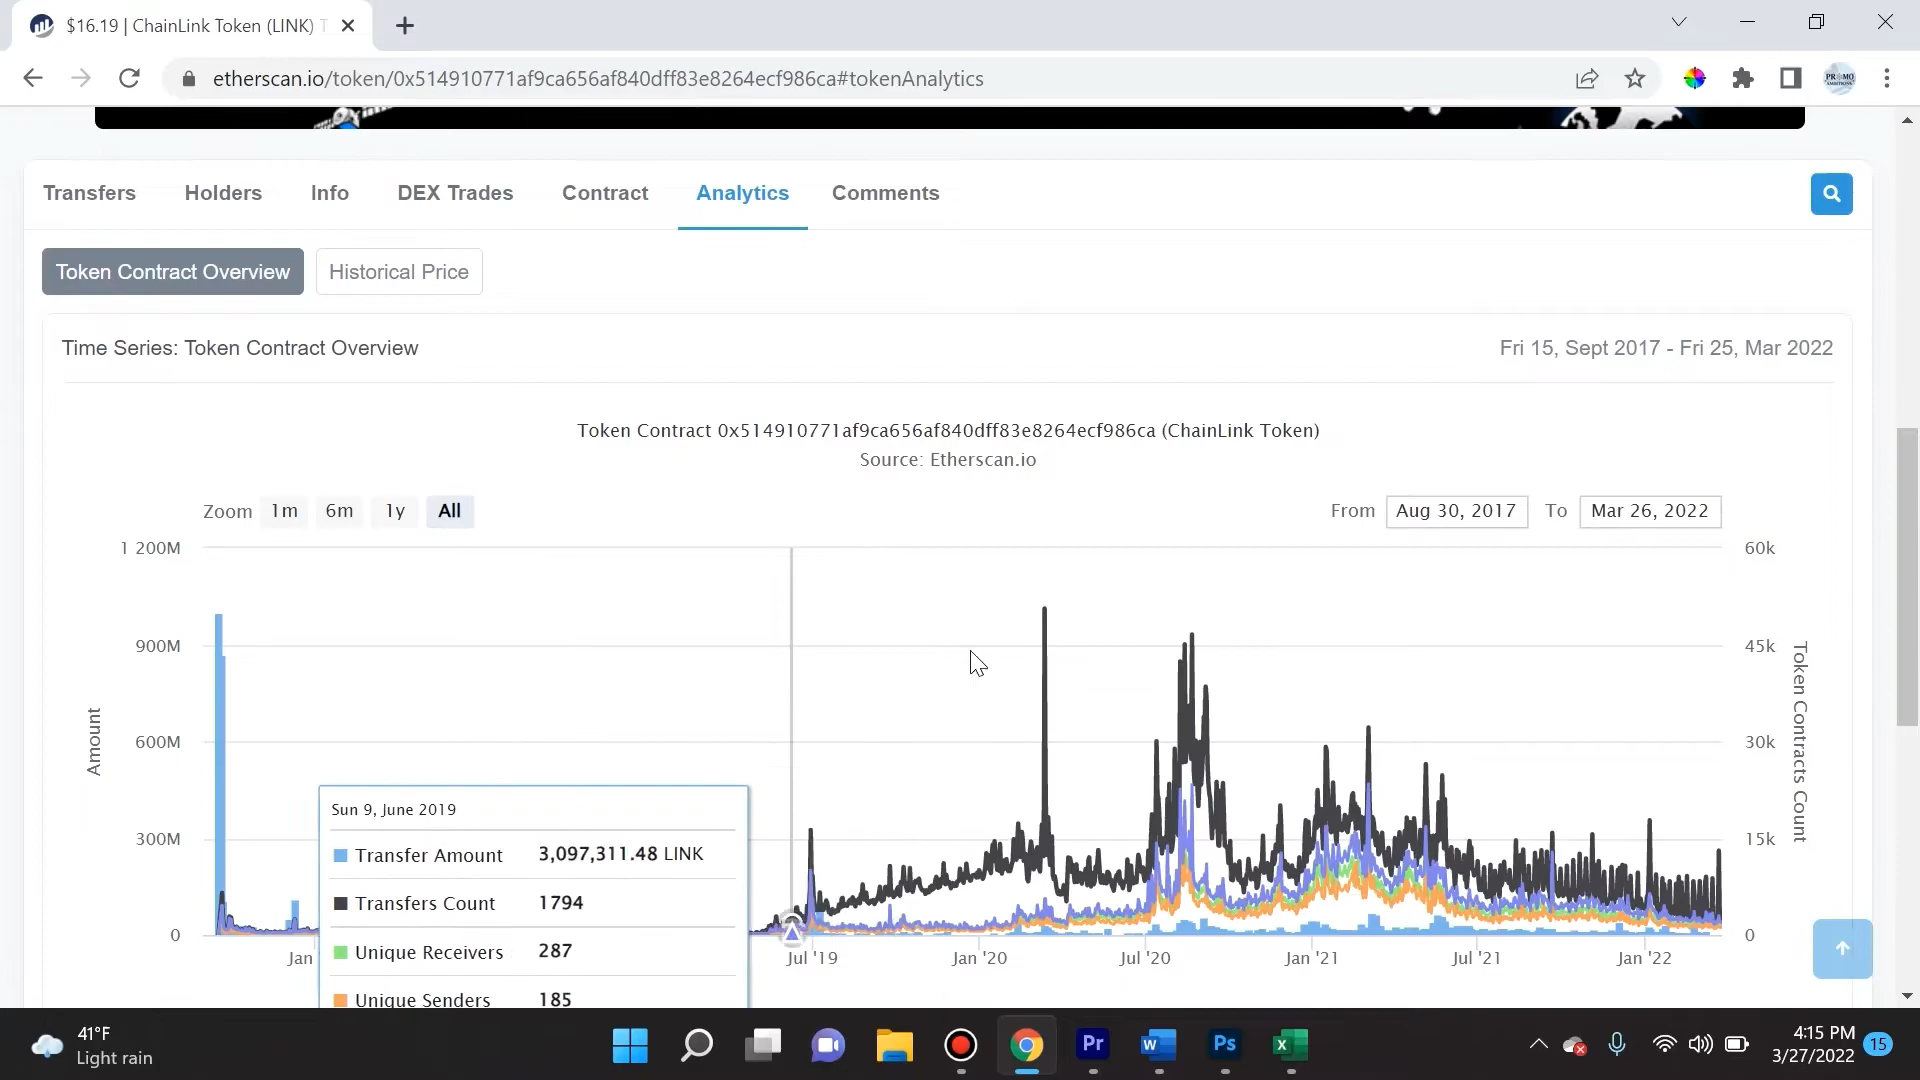 $16.19 | ChainLink Token (LINK) T
etherscan.io/token/0x514910771af9ca656af840dff83e8264ecf986ca#tokenAnalytics
Transfers Holders Info DEX Trades Contract Analytics Comments
Token Contract Overview Historical Price
Time Series: Token Contract Overview Fri 15, Sept 2017 - Fri 25, Mar 2022
Token Contract 0x514910771af9ca656af840dff83e8264ecf986ca (ChainLink Token)
Source: Etherscan.io
Zoom 1m 6m 1y All From Aug 30, 2017 To Mar 26, 2022
1 200M 60k
900M 45k
600M 30k
300M 15k
0 0
Amount
Token Contracts Count
Sun 9, June 2019
Transfer Amount 3,097,311.48 LINK
Transfers Count 1794
Unique Receivers 287
Unique Senders 185
Jan Jul '19 Jan '20 Jul '20 Jan '21 Jul '21 Jan '22
41°F
Light rain
Pr W Ps X
4:15 PM
3/27/2022 15